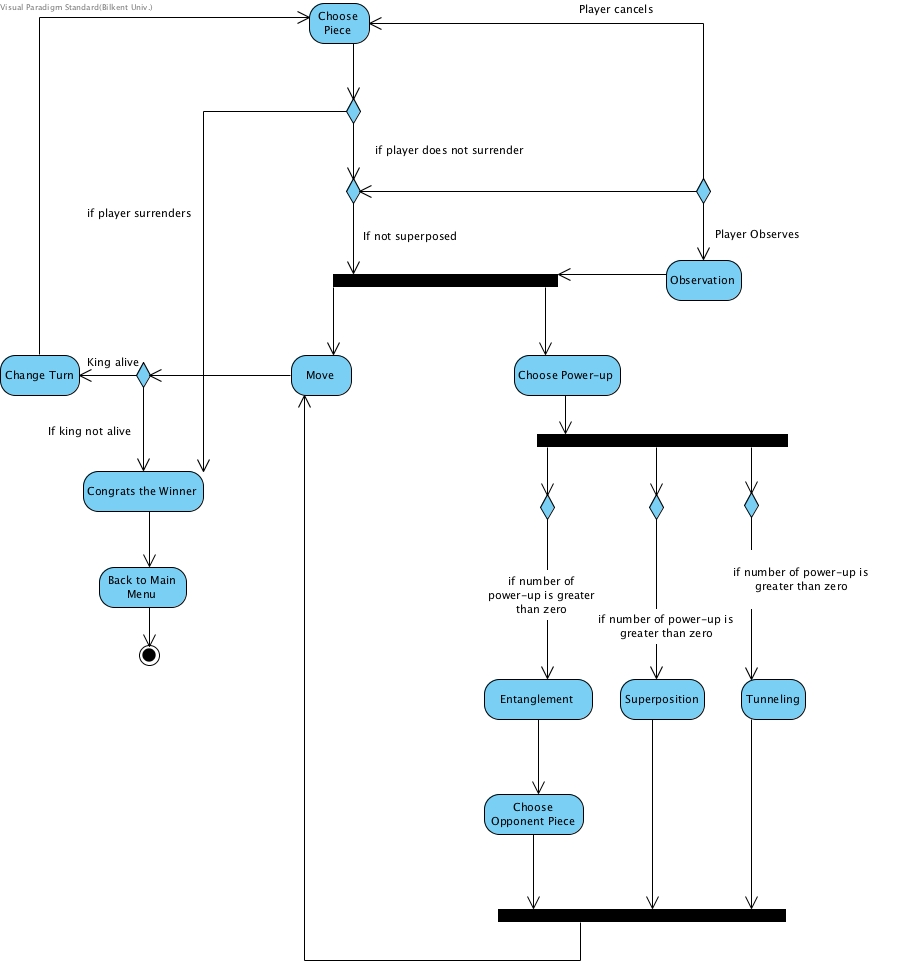 Visual Paradigm Standard(Bilkent Univ.)
Player cancels
Choose
Piece
if player does not surrender
if player surrenders
If not superposed
Player Observes
Observation
King alive
Change Turn
Move
Choose Power-up
If king not alive
Congrats the Winner
Back to Main
Menu
if number of
power-up is greater
than zero
if number of power-up is
greater than zero
if number of power-up is
greater than zero
Entanglement
Superposition
Tunneling
Choose
Opponent Piece